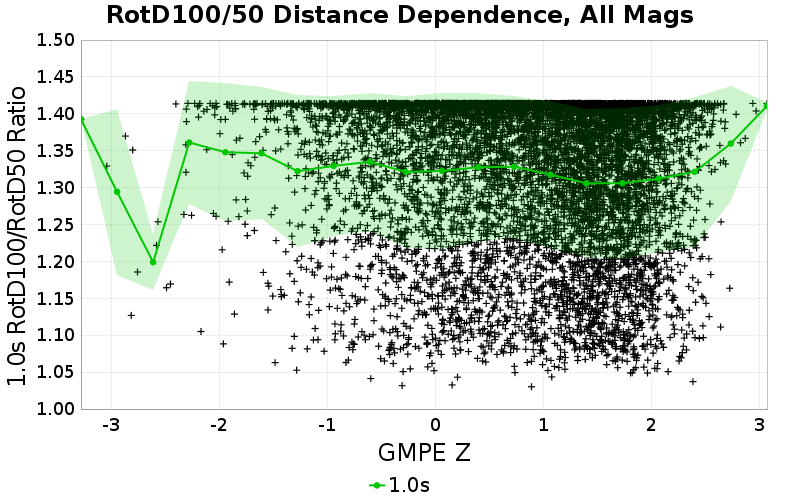 RotD100/50 Distance Dependence, All Mags
1.50
1.45
1.40
1.35
1.30
1.25
1.20
1.15
1.10
1.05
1.00
1.0s RotD100/RotD50 Ratio
-3 -2 -1 0 1 2 3
GMPE Z
1.0s